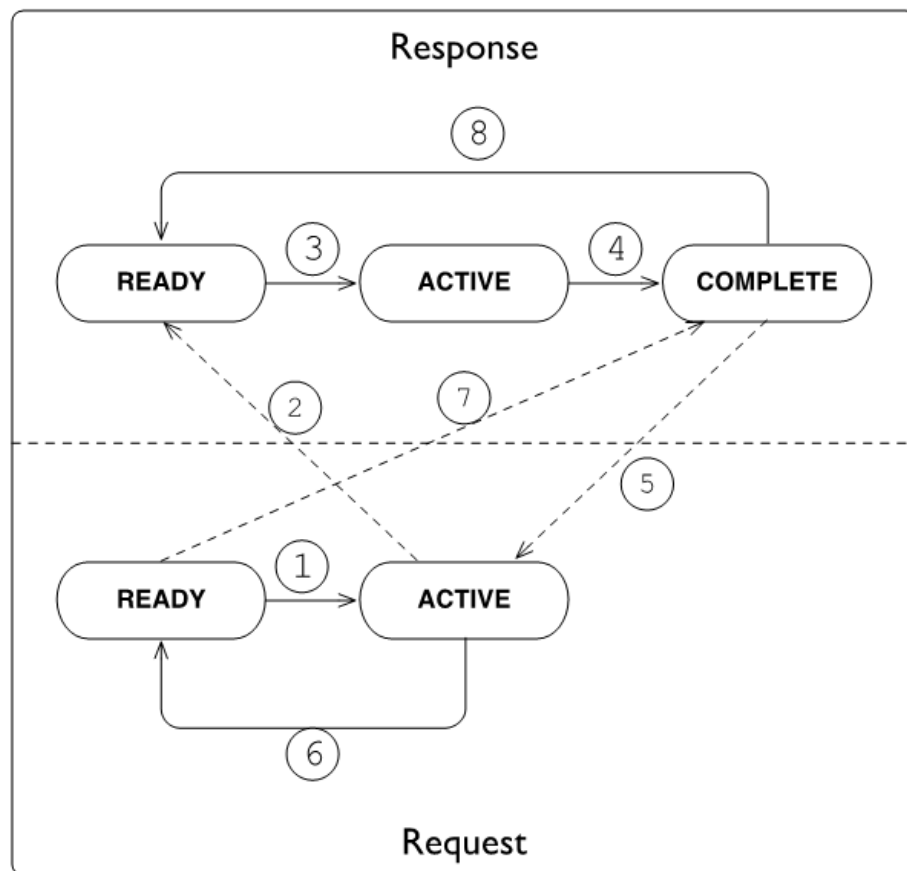 Response
8
3
4
READY
ACTIVE
COMPLETE
2
7
5
1
READY
ACTIVE
6
Request